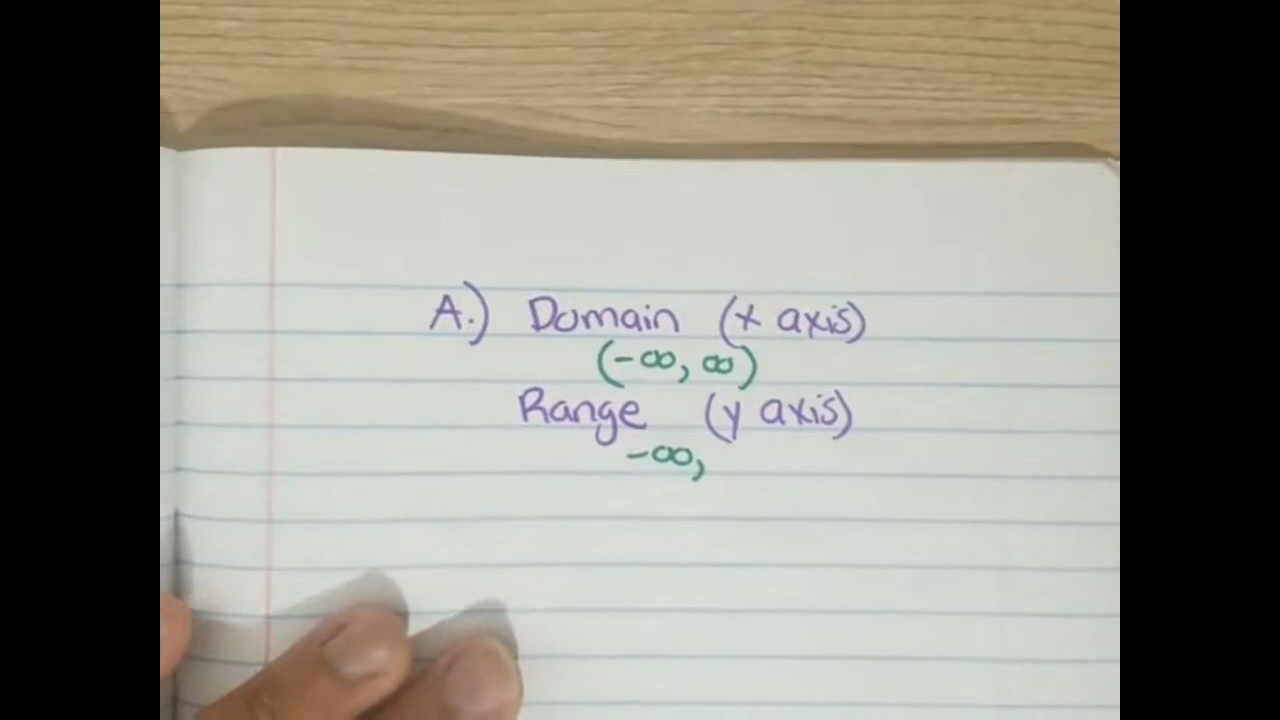 A.) Domain (x axis)
(-∞, ∞)
Range (y axis)
-∞,